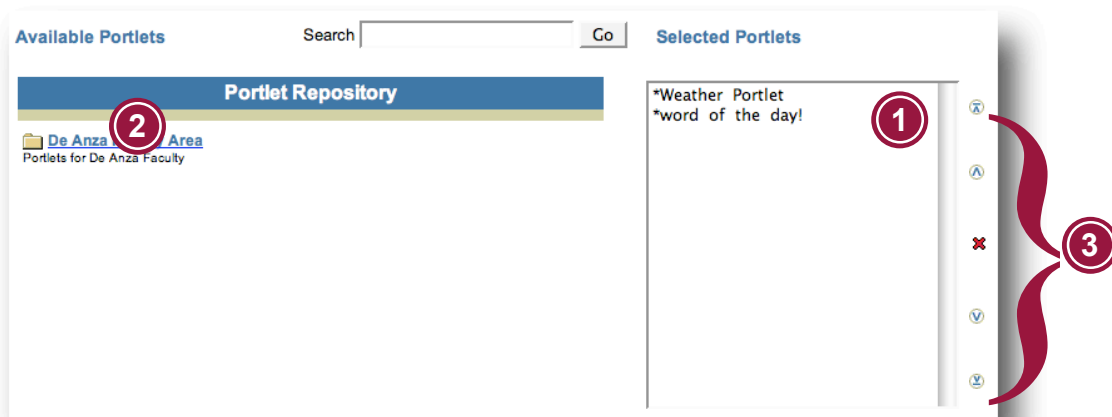 Available Portlets Search Go Selected Portlets
Portlet Repository
De Anza Area
Portlets for De Anza Faculty
*Weather Portlet
*word of the day!
1
2
3